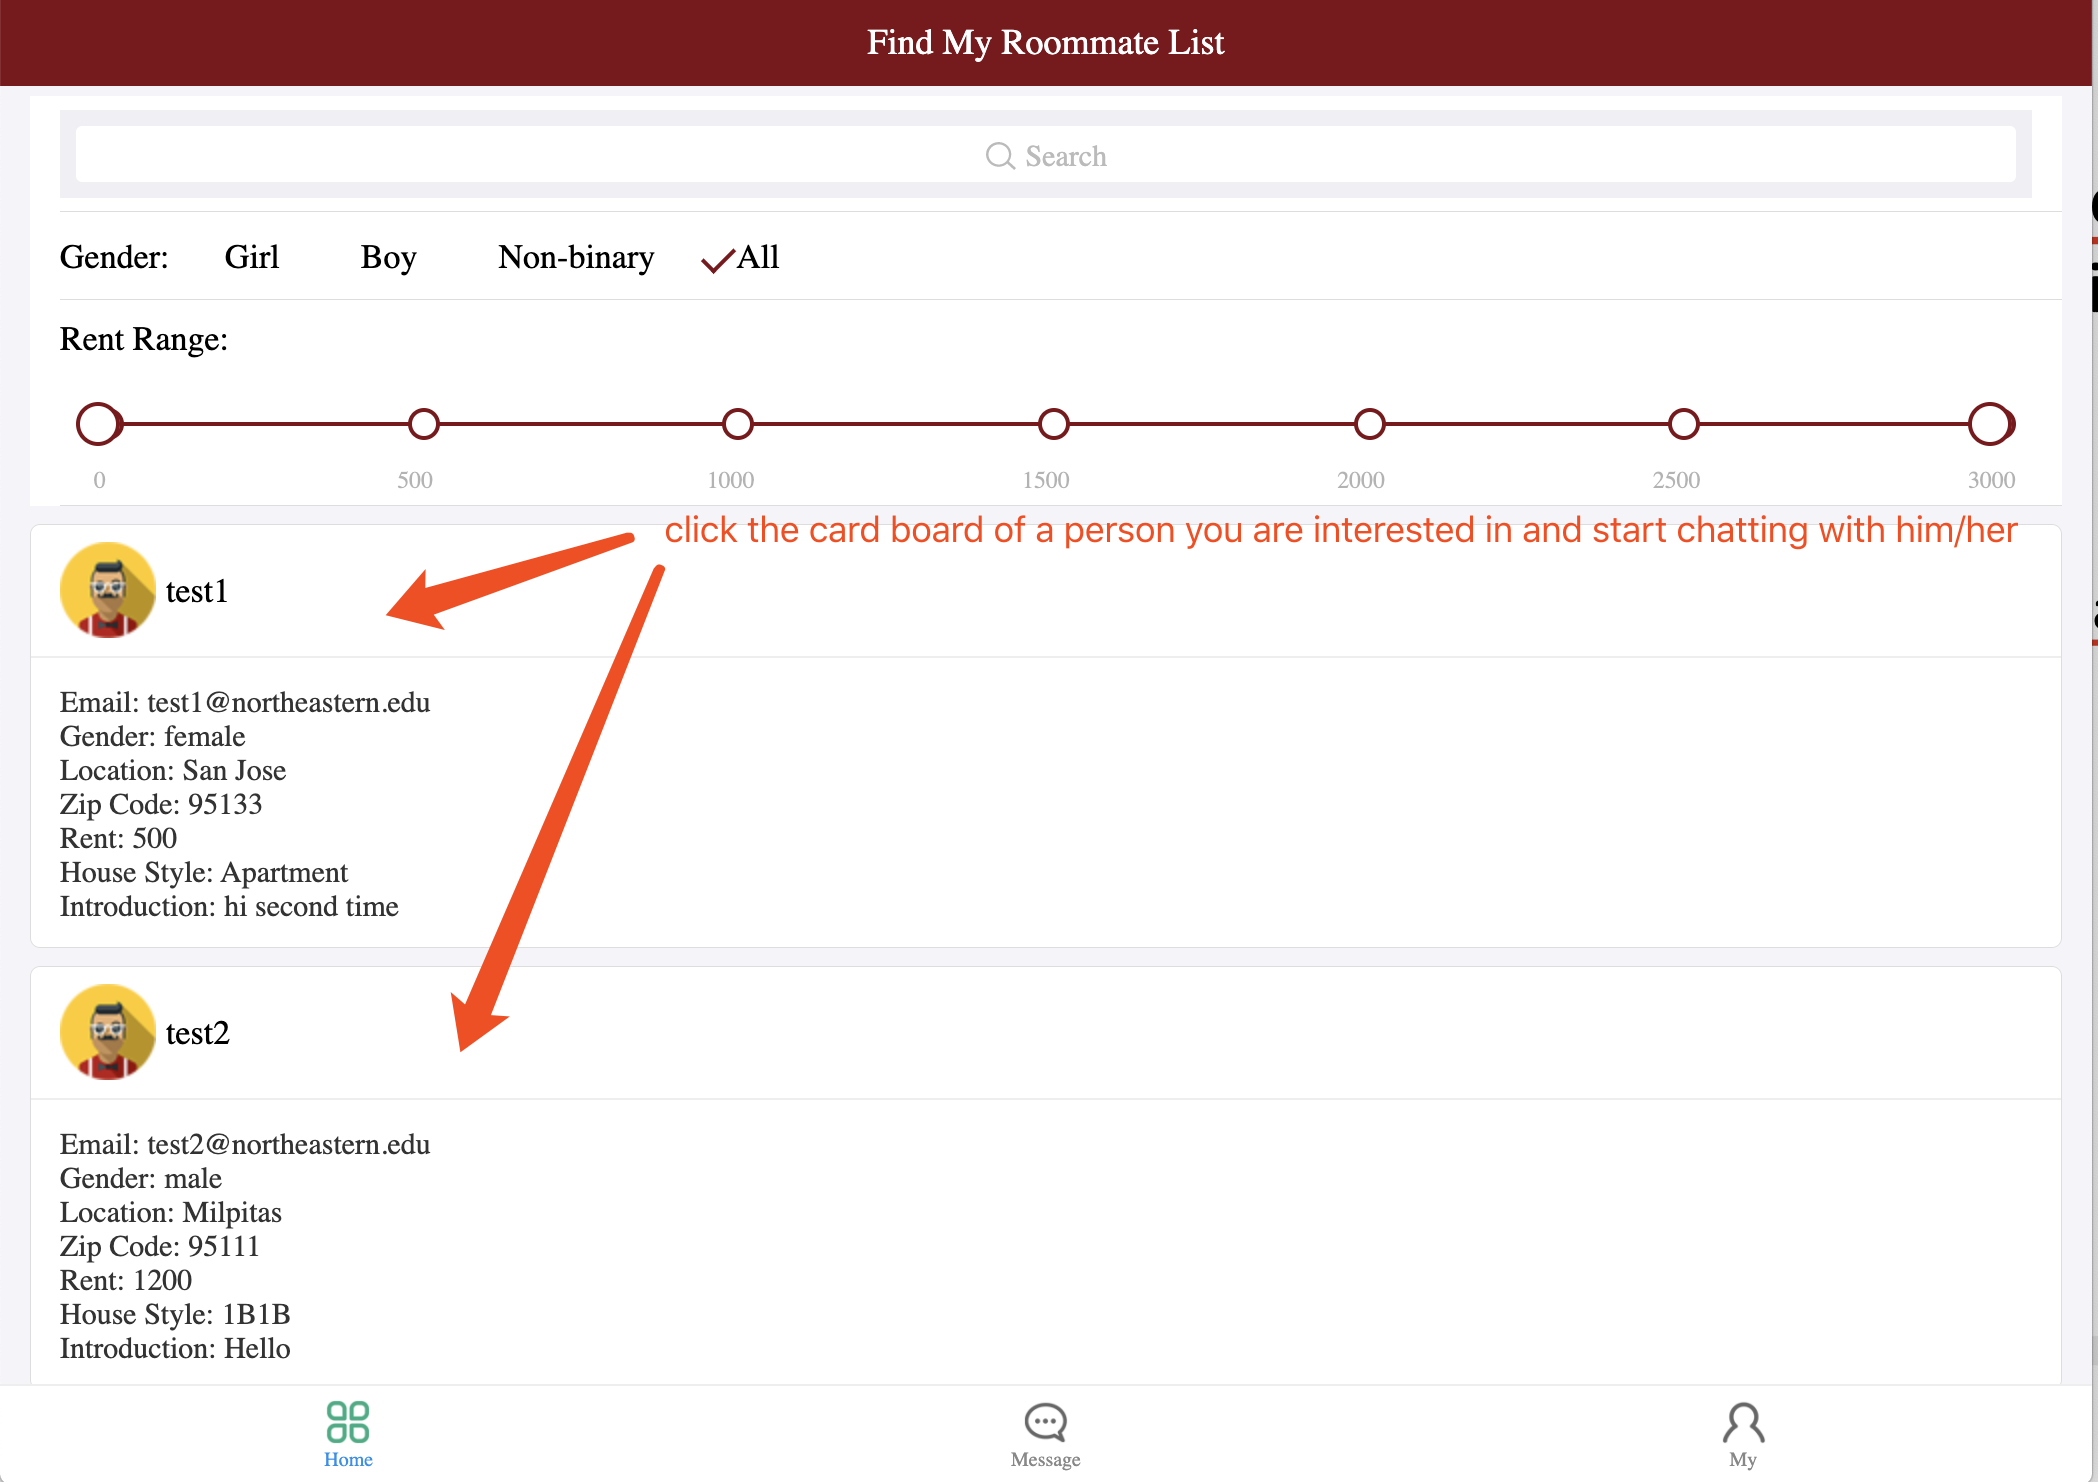 Find My Roommate List
Search
Gender: Girl Boy Non-binary All
Rent Range:
0 500 1000 1500 2000 2500 3000
click the card board of a person you are interested in and start chatting with him/her
test1
Email: test1@northeastern.edu
Gender: female
Location: San Jose
Zip Code: 95133
Rent: 500
House Style: Apartment
Introduction: hi second time
test2
Email: test2@northeastern.edu
Gender: male
Location: Milpitas
Zip Code: 95111
Rent: 1200
House Style: 1B1B
Introduction: Hello
Home Message My